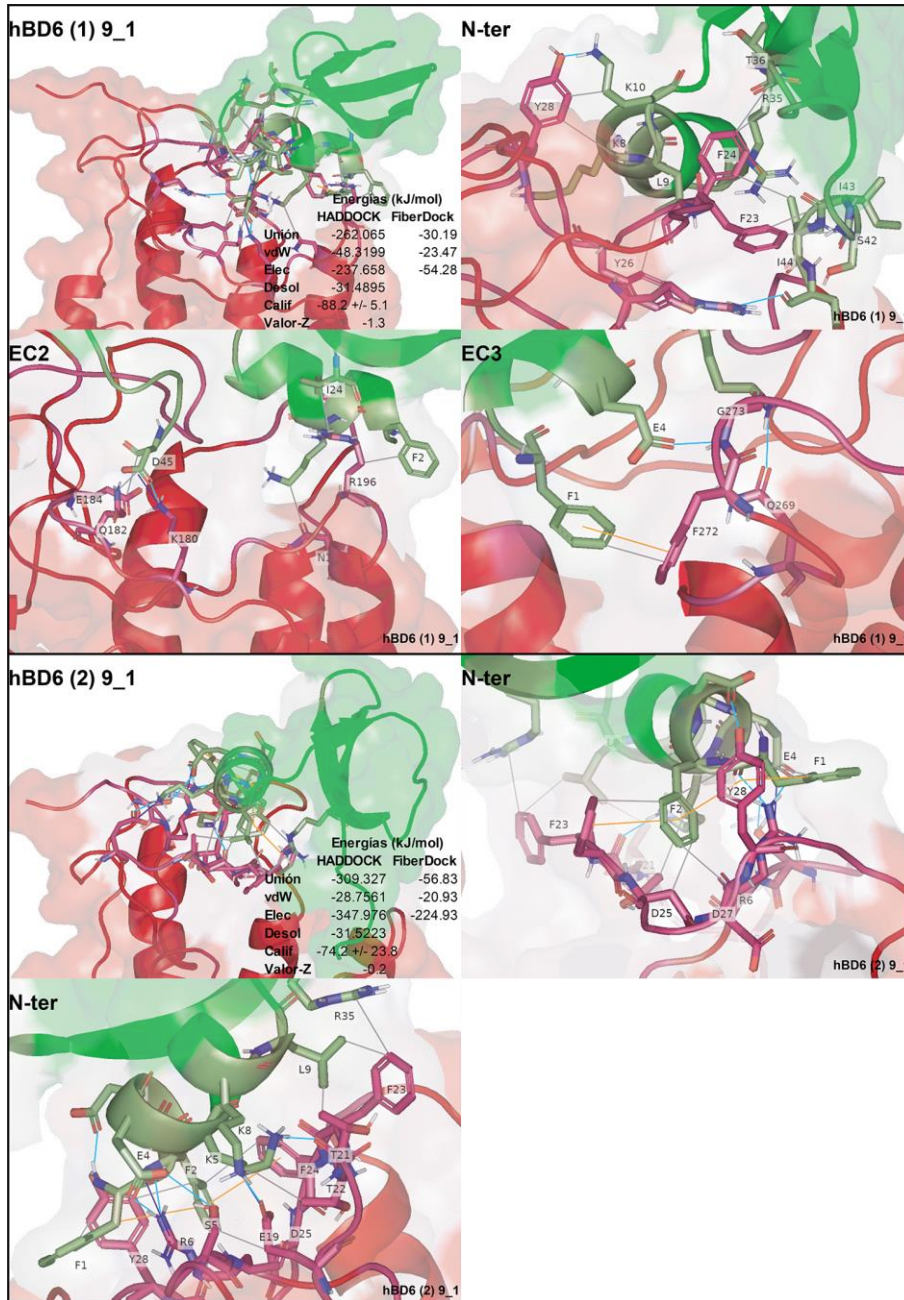 hBD6 (1) 9_1
Energías (kJ/mol)
HADDOCK FiberDock
Unión -262.065 -30.19
vdW -48.3199 -23.47
Elec -237.658 -54.28
Desol -31.4895
Calif -88.2 +/- 5.1
Valor-Z -1.3
N-ter
T36
K10
R35
Y28
K8
F24
L9
I43
F23
S42
Y26
I44
hBD6 (1) 9_
EC2
I24
D45
F2
E184
R196
Q182
K180
N1
hBD6 (1) 9_1
EC3
G273
E4
F1
Q269
F272
hBD6 (1) 9_1
hBD6 (2) 9_1
Energías (kJ/mol)
HADDOCK FiberDock
Unión -309.327 -56.83
vdW -28.7561 -20.93
Elec -347.976 -224.93
Desol -31.5223
Calif -74.2 +/- 23.8
Valor-Z -0.2
N-ter
E4
F1
Y28
F2
F23
R6
D25
D27
hBD6 (2) 9_
N-ter
R35
L9
F23
K8
E4
K5
T21
F2
F24
T22
S5
R6
E19
D25
Y28
F1
hBD6 (2) 9_1